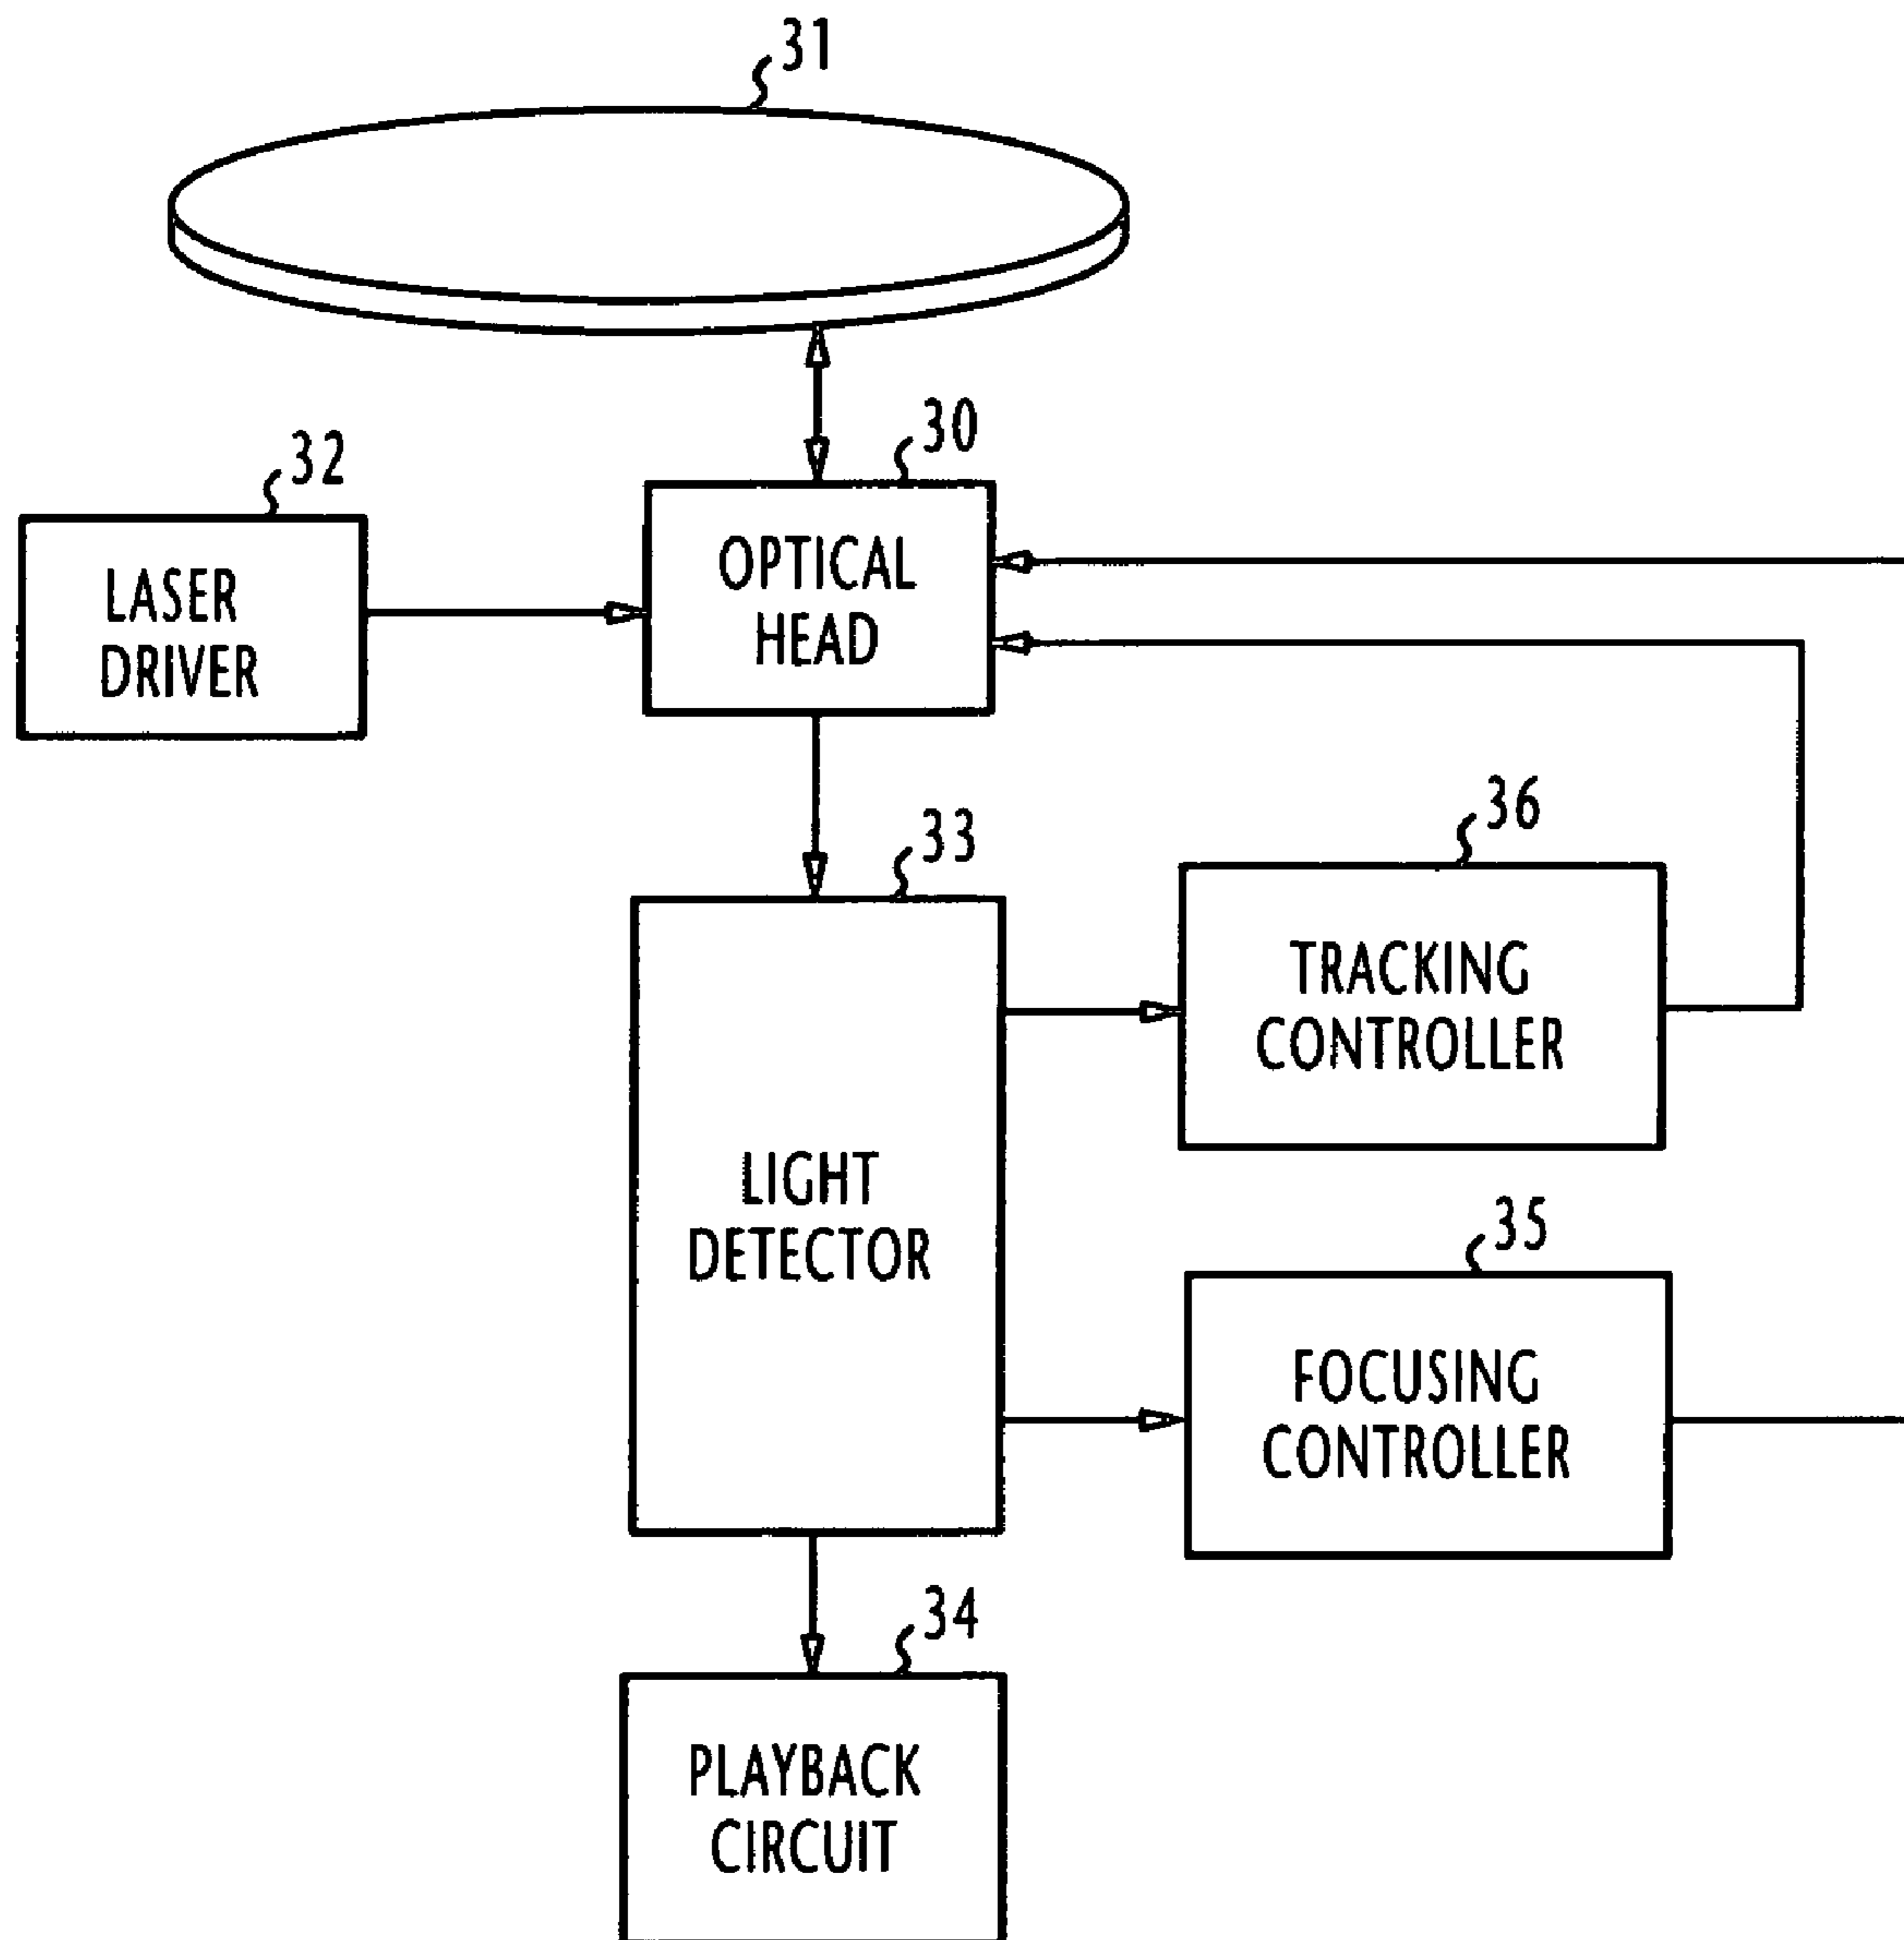 31
30
32
OPTICAL
HEAD
LASER
DRIVER
36
33
TRACKING
CONTROLLER
LIGHT
DETECTOR
35
FOCUSING
CONTROLLER
34
PLAYBACK
CIRCUIT